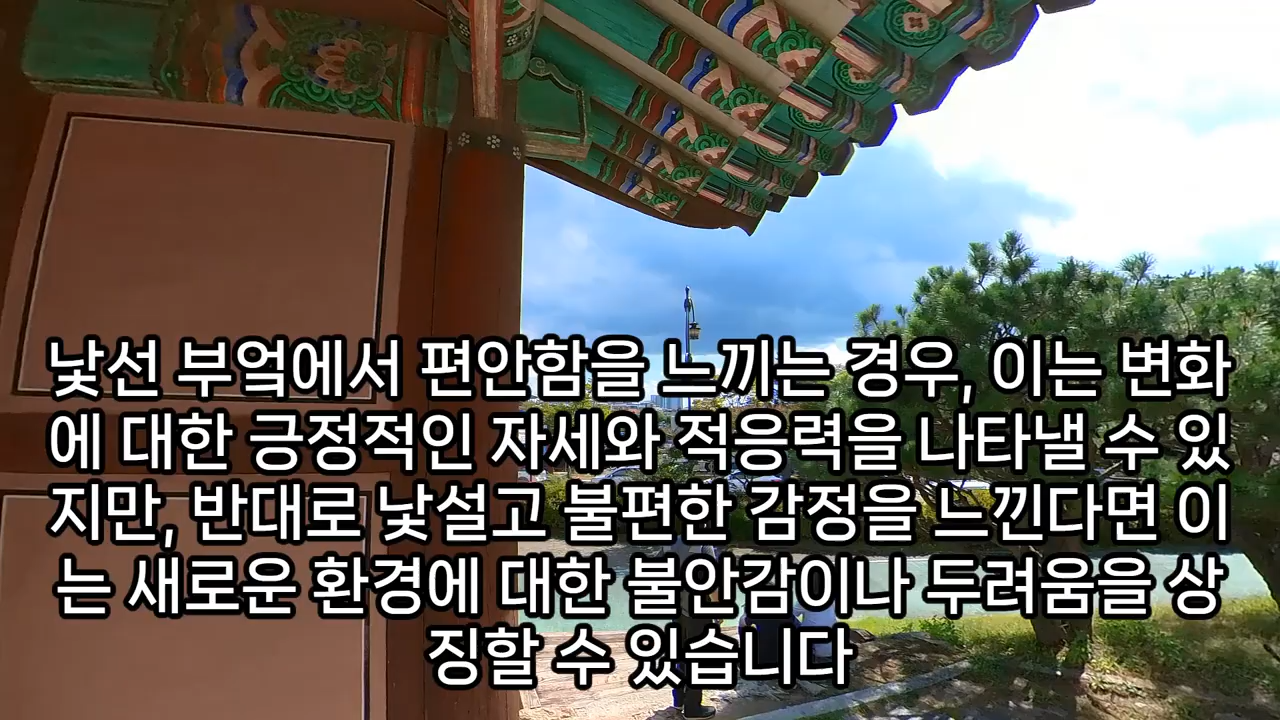 낯선 부엌에서 편안함을 느끼는 경우, 이는 변화
에 대한 긍정적인 자세와 적응력을 나타낼 수 있
지만, 반대로 낯설고 불편한 감정을 느낀다면 이
는 새로운 환경에 대한 불안감이나 두려움을 상
징할 수 있습니다